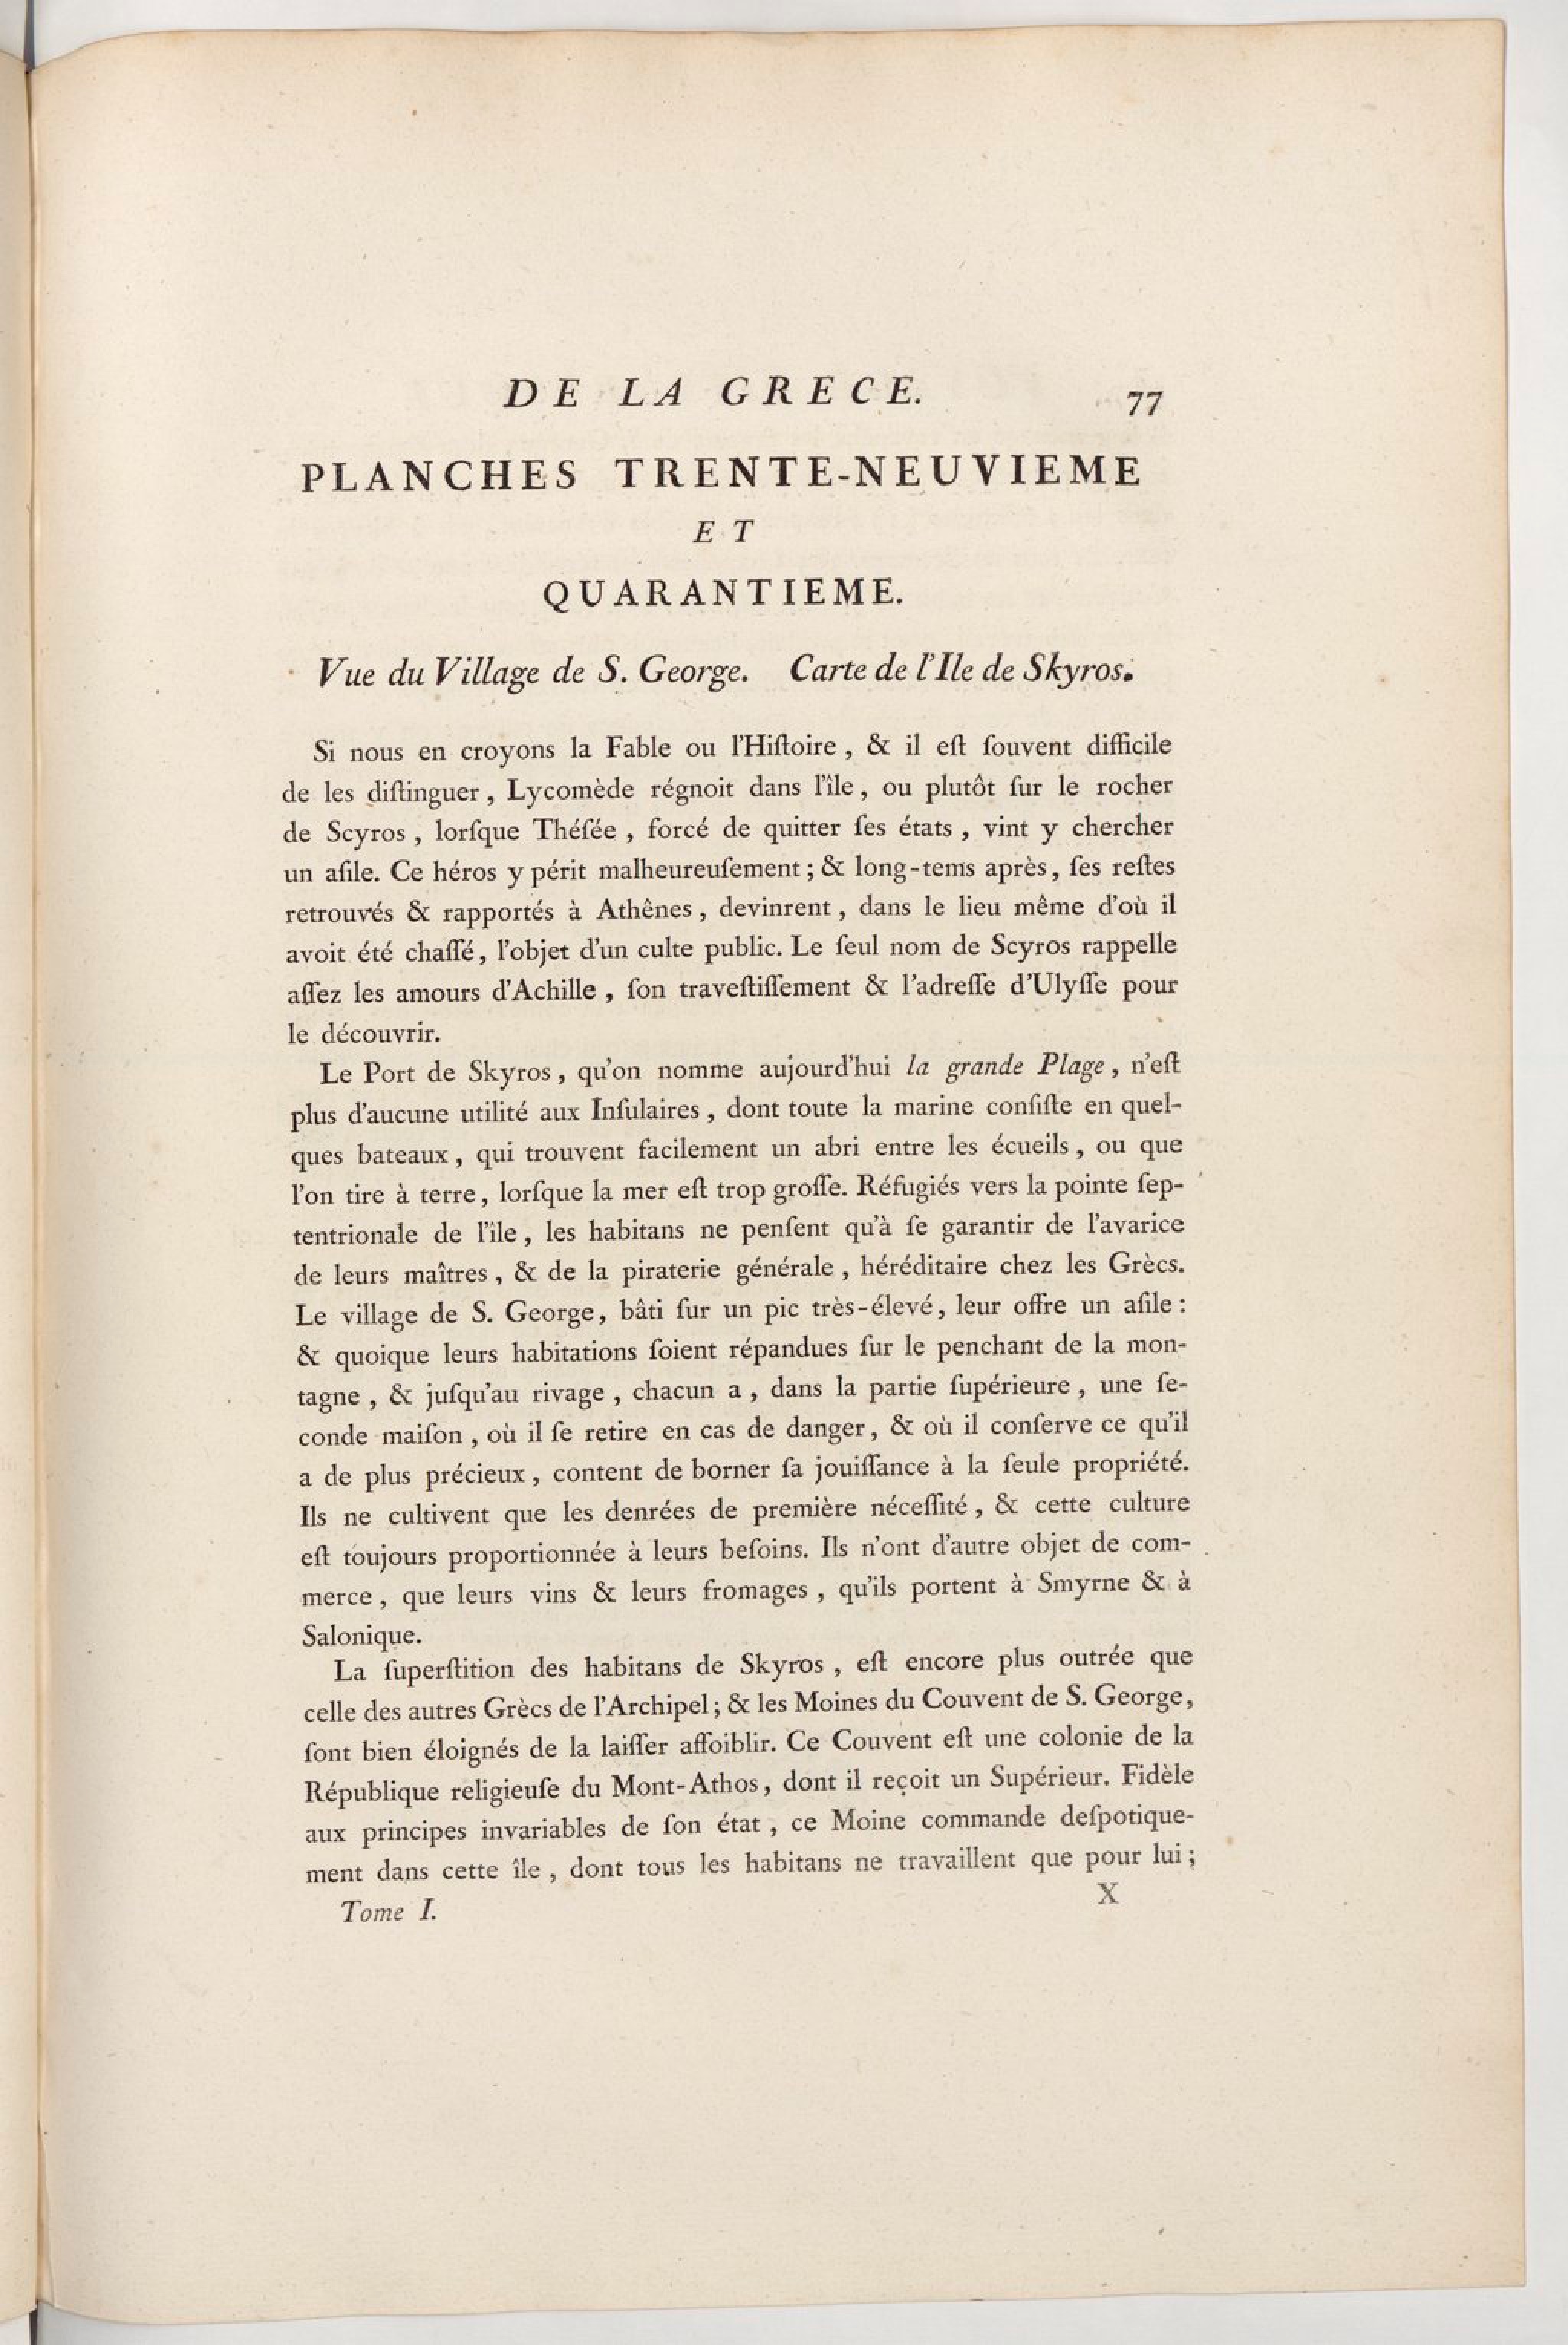 DE LA GRECE. 77
PLANCHES TRENTE-NEUVIEME
ET
QUARANTIEME.
Vue du Village de S. George. Carte de l'Ile de Skyros.
Si nous en croyons la Fable ou l'Hiſtoire, & il eſt ſouvent difficile
de les diſtinguer, Lycomède régnoit dans l'île, ou plutôt ſur le rocher
de Scyros, lorſque Théſée, forcé de quitter ſes états, vint y chercher
un aſile. Ce héros y périt malheureuſement; & long-tems après, ſes reſtes
retrouvés & rapportés à Athênes, devinrent, dans le lieu même d'où il
avoit été chaſſé, l'objet d'un culte public. Le ſeul nom de Scyros rappelle
aſſez les amours d'Achille, ſon traveſtiſſement & l'adreſſe d'Ulyſſe pour
le découvrir.
Le Port de Skyros, qu'on nomme aujourd'hui la grande Plage, n'eſt
plus d'aucune utilité aux Inſulaires, dont toute la marine conſiſte en quel-
ques bateaux, qui trouvent facilement un abri entre les écueils, ou que
l'on tire à terre, lorſque la mer eſt trop groſſe. Réfugiés vers la pointe ſep-
tentrionale de l'île, les habitans ne penſent qu'à ſe garantir de l'avarice
de leurs maîtres, & de la piraterie générale, héréditaire chez les Grècs.
Le village de S. George, bâti ſur un pic très-élevé, leur offre un aſile:
& quoique leurs habitations ſoient répandues ſur le penchant de la mon-
tagne, & juſqu'au rivage, chacun a, dans la partie ſupérieure, une ſe-
conde maiſon, où il ſe retire en cas de danger, & où il conſerve ce qu'il
a de plus précieux, content de borner ſa jouiſſance à la ſeule propriété.
Ils ne cultivent que les denrées de première néceſſité, & cette culture
eſt toujours proportionnée à leurs beſoins. Ils n'ont d'autre objet de com-
merce, que leurs vins & leurs fromages, qu'ils portent à Smyrne & à
Salonique.
La ſuperſtition des habitans de Skyros, eſt encore plus outrée que
celle des autres Grècs de l'Archipel; & les Moines du Couvent de S. George,
ſont bien éloignés de la laiſſer affoiblir. Ce Couvent eſt une colonie de la
République religieuſe du Mont-Athos, dont il reçoit un Supérieur. Fidèle
aux principes invariables de ſon état, ce Moine commande deſpotique-
ment dans cette île, dont tous les habitans ne travaillent que pour lui;
Tome I. X